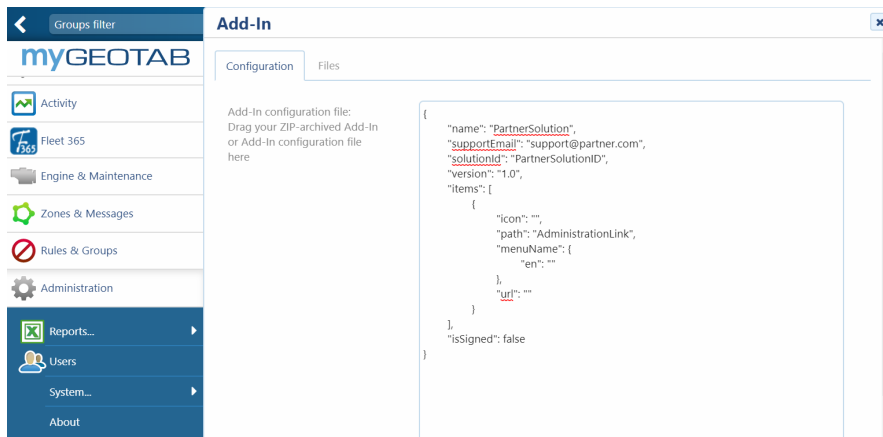 Groups filter
myGEOTAB
Activity
Fleet 365
Engine & Maintenance
Zones & Messages
Rules & Groups
Administration
Reports...
Users
System...
About
Add-In
Configuration
Files
Add-In configuration file:
Drag your ZIP-archived Add-In
or Add-In configuration file
here
{
"name": "PartnerSolution",
"supportEmail": "support@partner.com",
"solutionId": "PartnerSolutionID",
"version": "1.0",
"items": [
{
"icon": "",
"path": "AdministrationLink",
"menuName": {
"en": ""
},
"url": ""
}
],
"isSigned": false
}